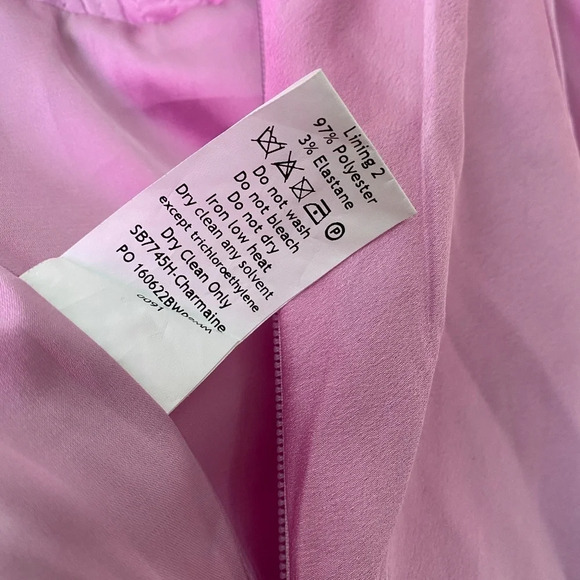 Lining 2
97% Polyester
3% Elastane
P
Do not wash
Do not bleach
Do not dry
Iron low heat
Dry clean any solvent
except trichloroethylene
Dry Clean Only
SB7745H-Charmaine
PO 160622BW